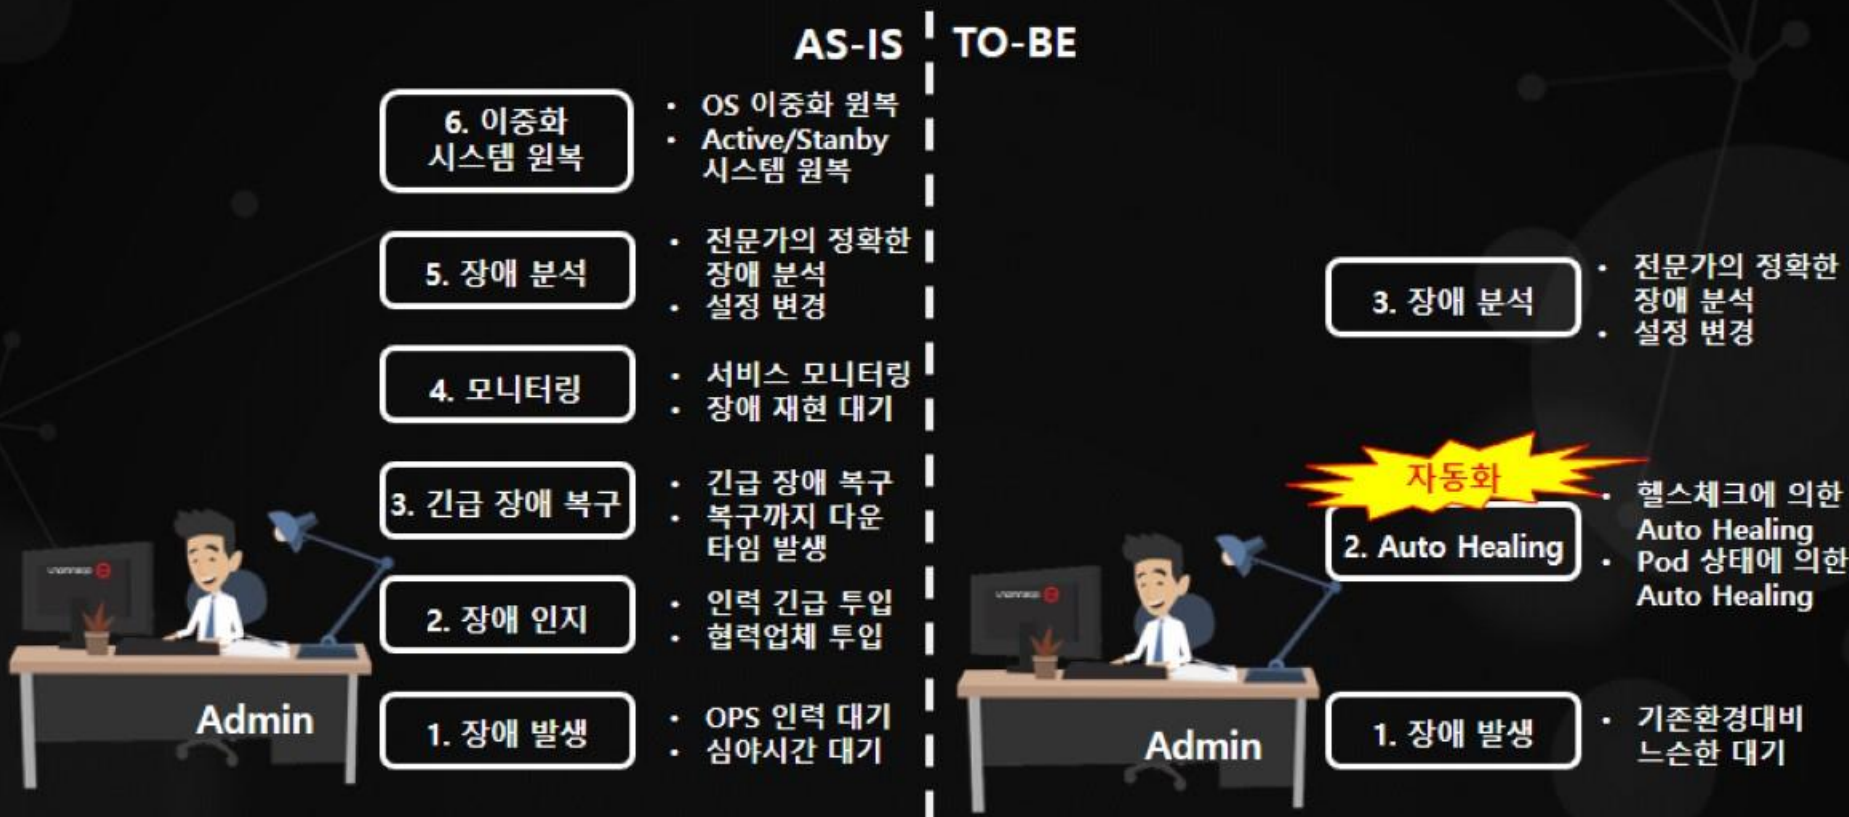 AS-IS
TO-BE
6. 이중화
시스템 원복
• OS 이중화 원복
• Active/Stanby
시스템 원복
5. 장애 분석
• 전문가의 정확한
장애 분석
• 설정 변경
4. 모니터링
• 서비스 모니터링
• 장애 재현 대기
3. 긴급 장애 복구
• 긴급 장애 복구
• 복구까지 다운
타임 발생
2. 장애 인지
• 인력 긴급 투입
• 협력업체 투입
1. 장애 발생
• OPS 인력 대기
• 심야시간 대기
Admin
3. 장애 분석
• 전문가의 정확한
장애 분석
• 설정 변경
자동화
2. Auto Healing
• 헬스체크에 의한
Auto Healing
• Pod 상태에 의한
Auto Healing
1. 장애 발생
• 기존환경대비
느슨한 대기
Admin